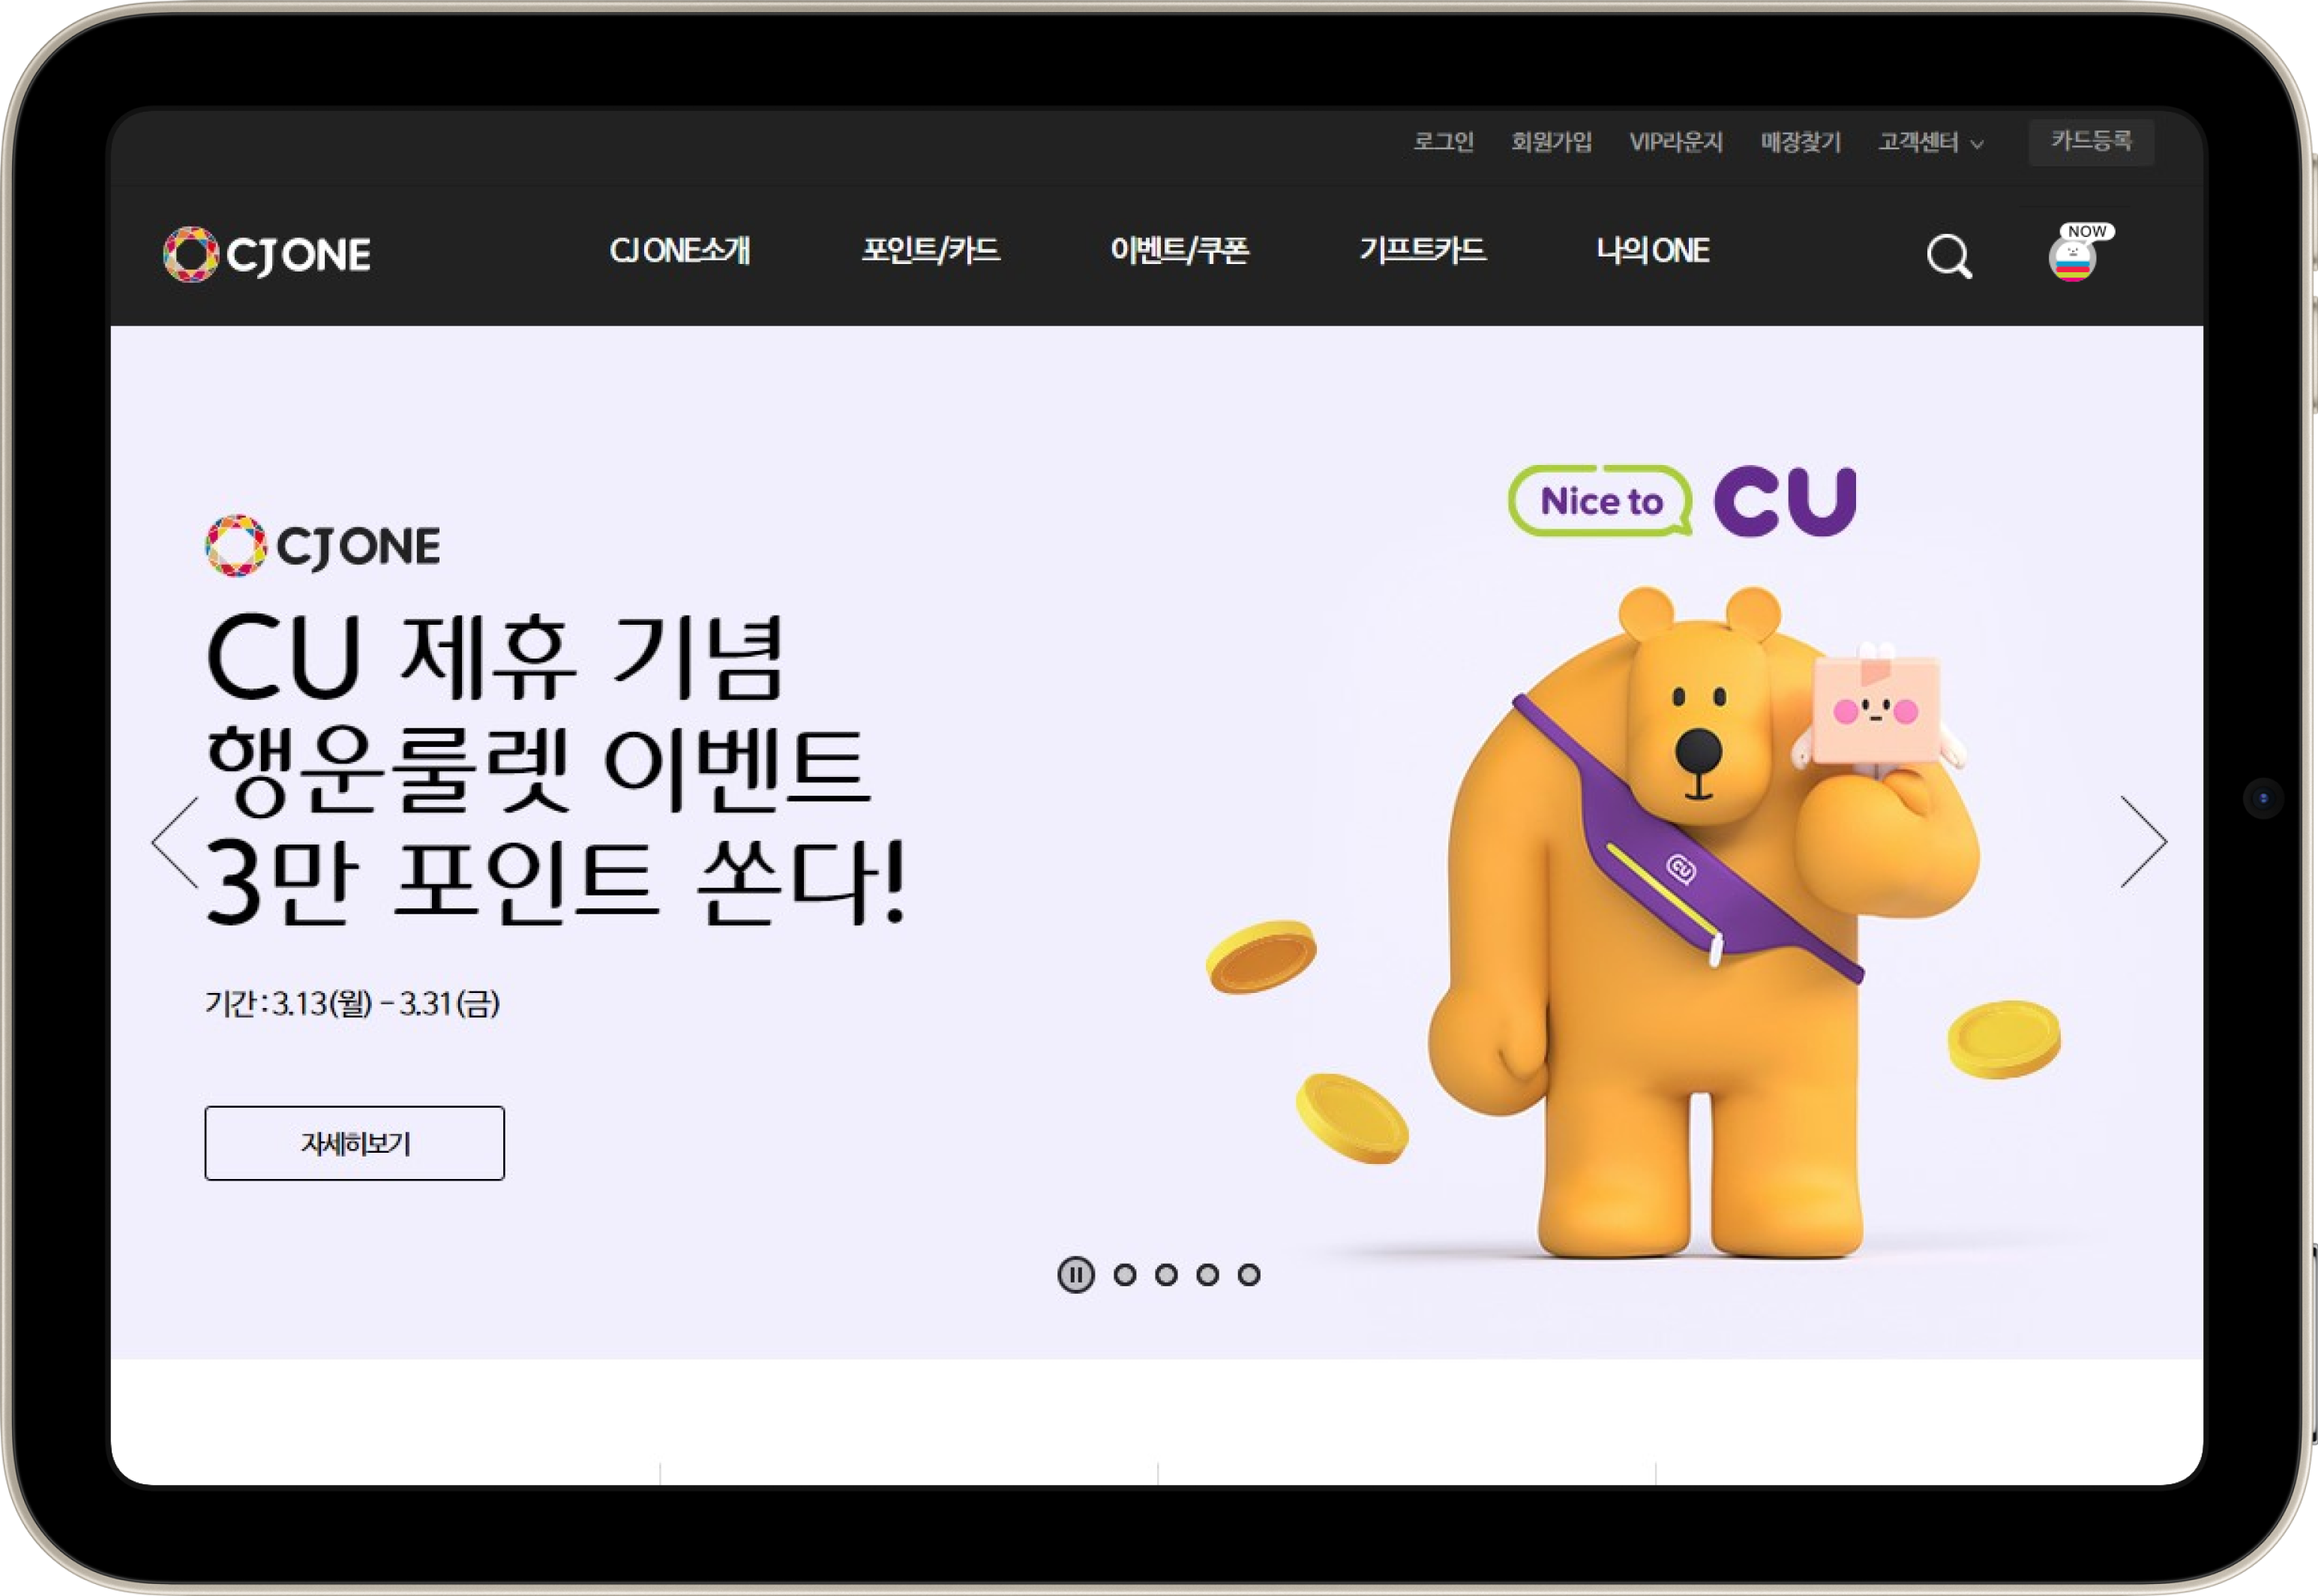 로그인 회원가입 VIP라운지 매장찾기 고객센터 카드등록
CJ ONE CJ ONE소개 포인트/카드 이벤트/쿠폰 기프트카드 나의 ONE NOW
Nice to CU
CJ ONE
CU 제휴 기념
행운룰렛 이벤트
3만 포인트 쏜다!
CU
기간 : 3.13(월) - 3.31(금)
자세히보기